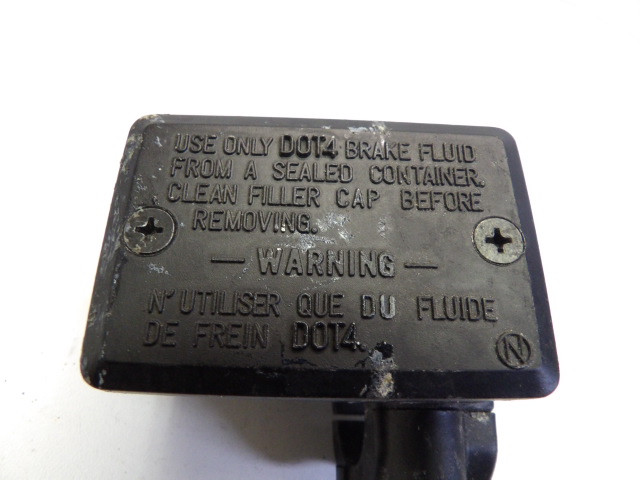 USE ONLY DOT4 BRAKE FLUID
FROM A SEALED CONTAINER.
CLEAN FILLER CAP BEFORE
REMOVING.
— WARNING —
N'UTILISER QUE DU FLUIDE
DE FREIN DOT4.
N